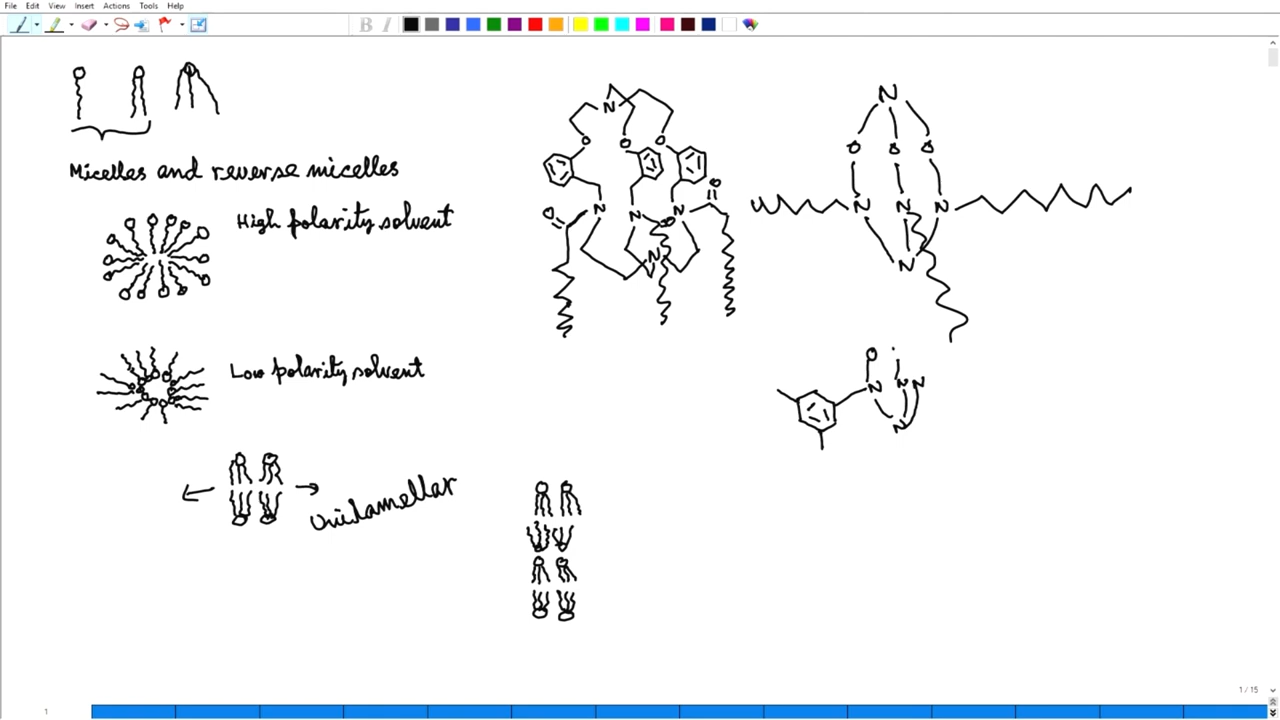 File Edit View Insert Actions Tools Help
B I
Micelles and reverse micelles
High polarity solvent
Low polarity solvent
Unilamellar
N
O O O
N N N
O O O
N
N
O O O
N N N
N
O
N N N
N
1 / 15
1